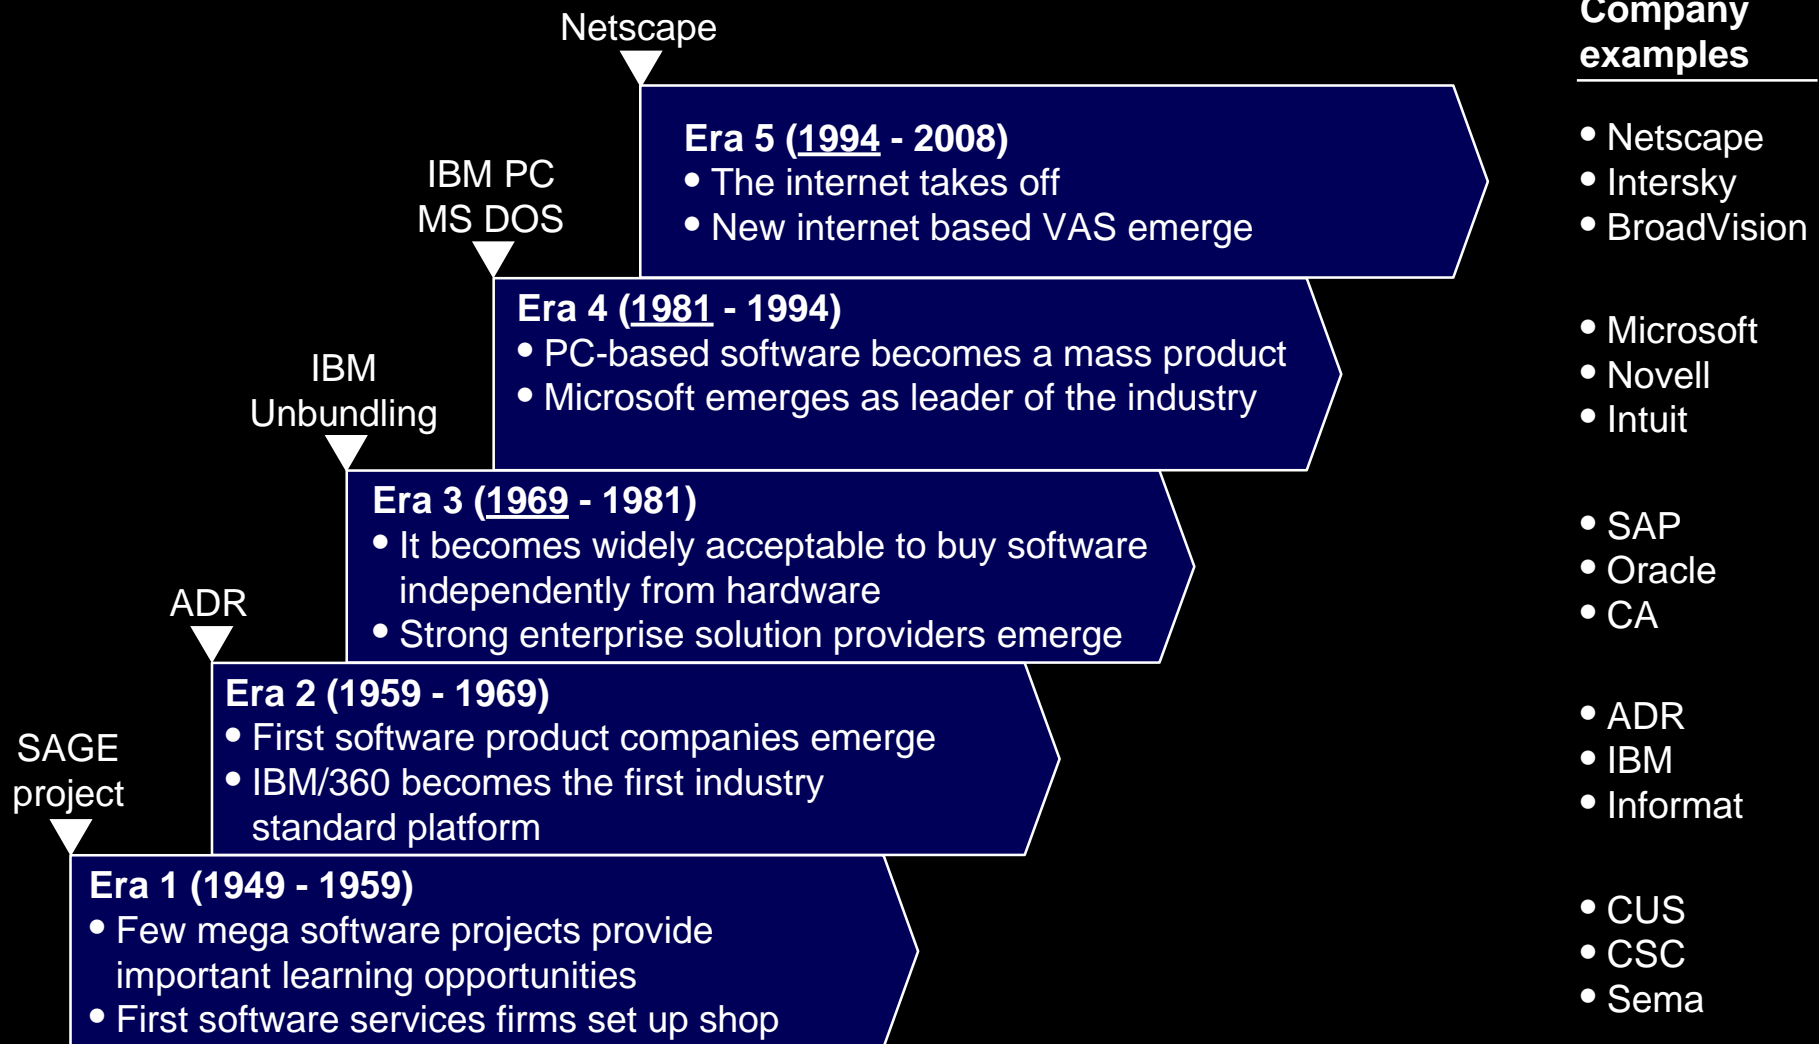 Netscape
Company
examples
Era 5 (1994 - 2008)
• The internet takes off
• New internet based VAS emerge
• Netscape
• Intersky
• BroadVision
IBM PC
MS DOS
Era 4 (1981 - 1994)
• PC-based software becomes a mass product
• Microsoft emerges as leader of the industry
• Microsoft
• Novell
• Intuit
IBM
Unbundling
Era 3 (1969 - 1981)
• It becomes widely acceptable to buy software
independently from hardware
• Strong enterprise solution providers emerge
• SAP
• Oracle
• CA
ADR
Era 2 (1959 - 1969)
• First software product companies emerge
• IBM/360 becomes the first industry
standard platform
• ADR
• IBM
• Informat
SAGE
project
Era 1 (1949 - 1959)
• Few mega software projects provide
important learning opportunities
• First software services firms set up shop
• CUS
• CSC
• Sema